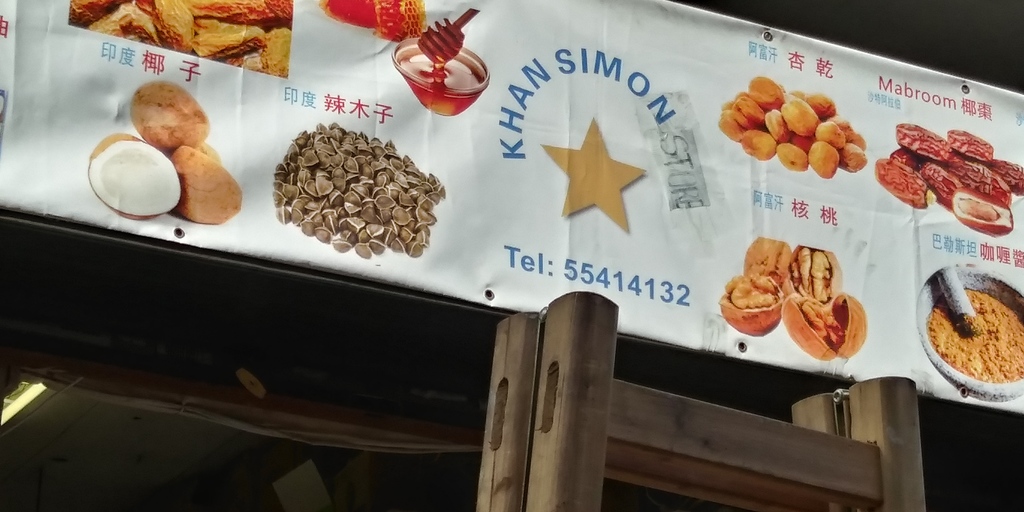 印度 椰子
印度 辣木子
KHAN SIMON
Tel: 55414132
阿富汗 杏乾
Mabroom 椰棗
沙特阿拉伯
阿富汗 核桃
巴勒斯坦 咖喱醬